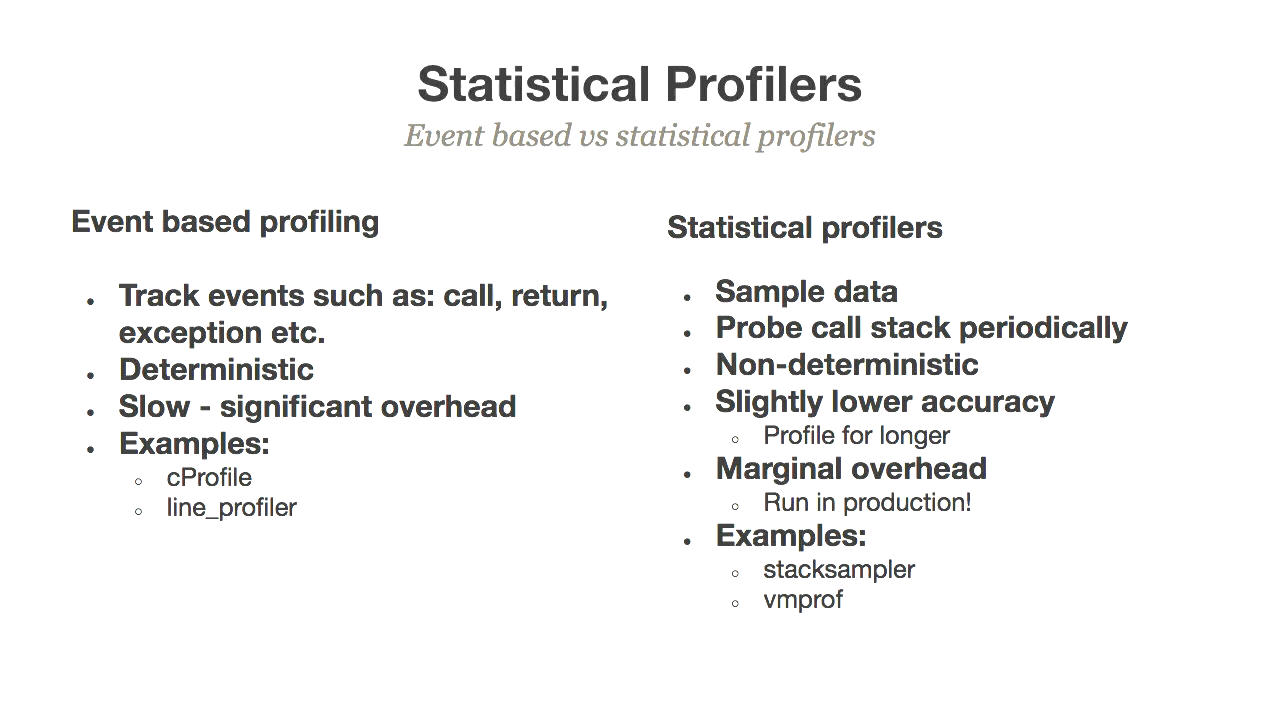 Statistical Profilers
Event based vs statistical profilers
Event based profiling
• Track events such as: call, return,
exception etc.
• Deterministic
• Slow - significant overhead
• Examples:
○ cProfile
○ line_profiler
Statistical profilers
• Sample data
• Probe call stack periodically
• Non-deterministic
• Slightly lower accuracy
○ Profile for longer
• Marginal overhead
○ Run in production!
• Examples:
○ stacksampler
○ vmprof